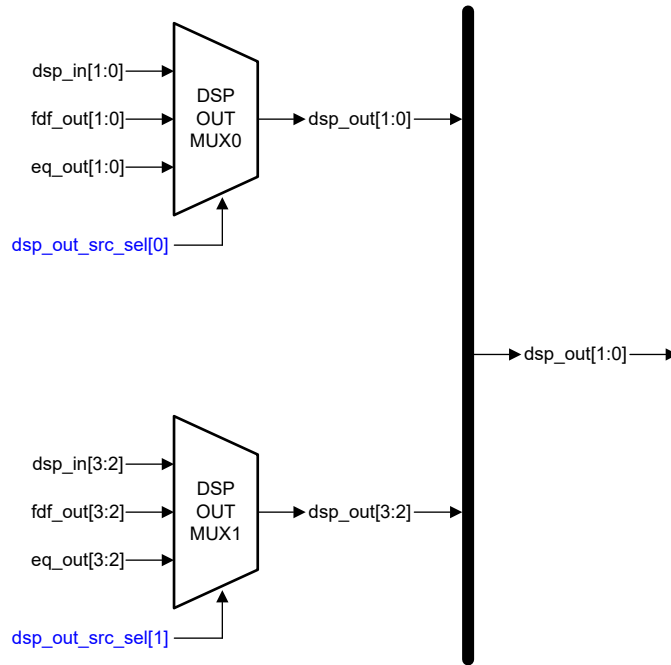 dsp_in[1:0]
fdf_out[1:0]
eq_out[1:0]
DSP
OUT
MUX0
dsp_out[1:0]
dsp_out_src_sel[0]
dsp_out[1:0]
dsp_in[3:2]
fdf_out[3:2]
eq_out[3:2]
DSP
OUT
MUX1
dsp_out[3:2]
dsp_out_src_sel[1]